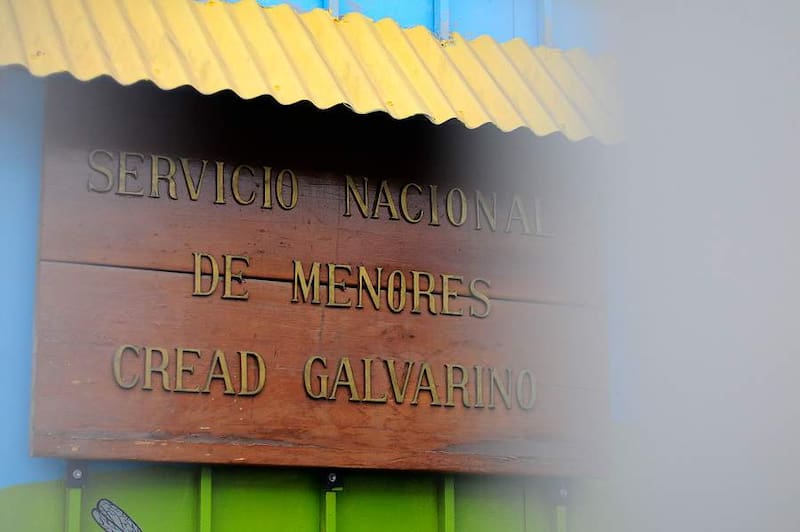 SERVICIO NACIONAL
DE MENORES
CREAD GALVARINO